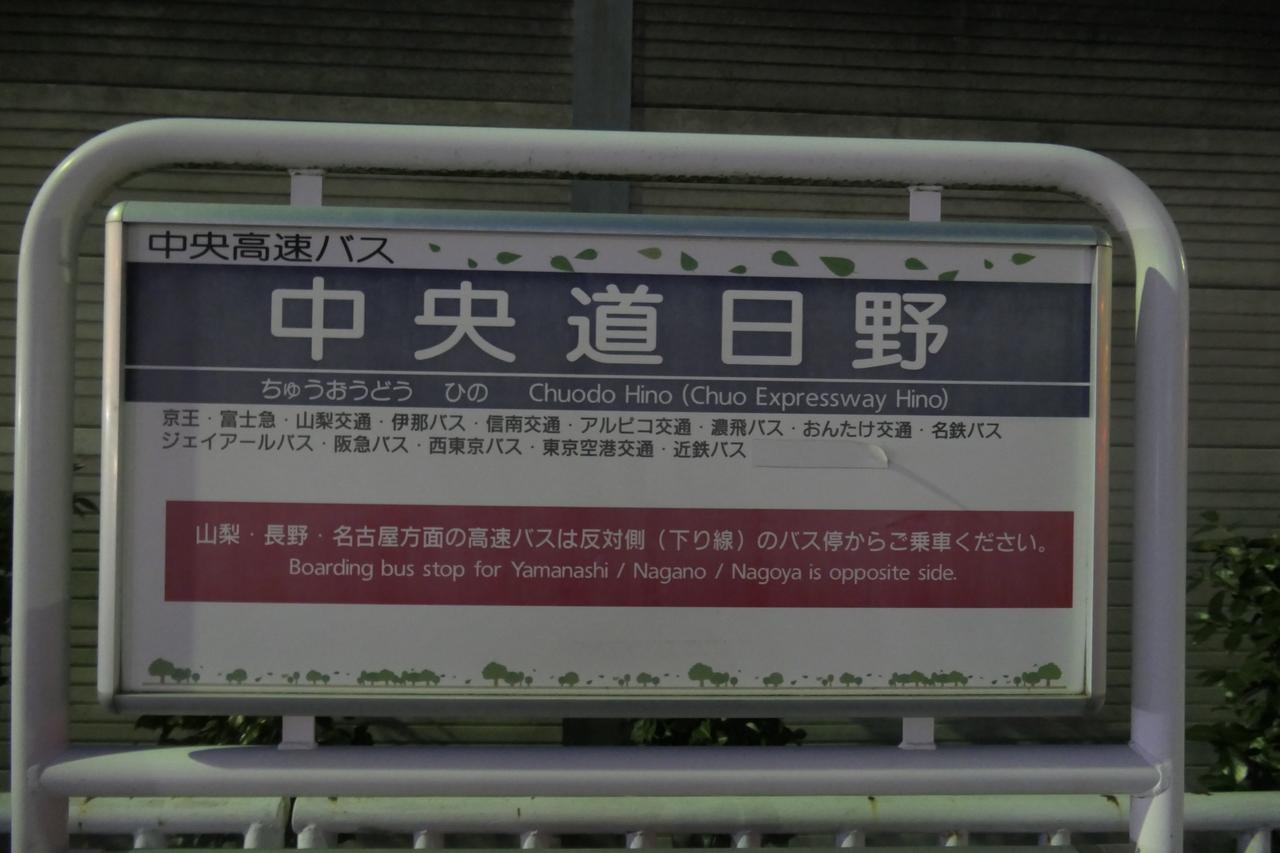 中央高速バス
中央道日野
ちゅうおうどう ひの Chuodo Hino (Chuo Expressway Hino)
京王・富士急・山梨交通・伊那バス・信南交通・アルピコ交通・濃飛バス・おんたけ交通・名鉄バス
ジェイアールバス・阪急バス・西東京バス・東京空港交通・近鉄バス
山梨・長野・名古屋方面の高速バスは反対側（下り線）のバス停からご乗車ください。
Boarding bus stop for Yamanashi / Nagano / Nagoya is opposite side.